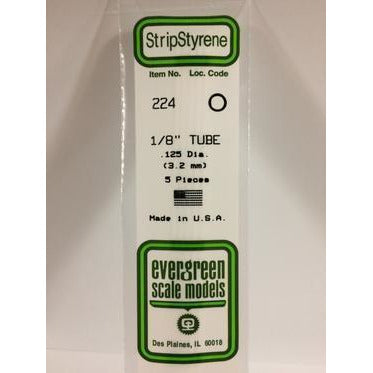 StripStyrene
Item No. Loc. Code
224
1/8" TUBE
.125 Dia.
(3.2 mm)
5 Pieces
Made in U.S.A.
evergreen
scale models
Des Plaines, IL 60018